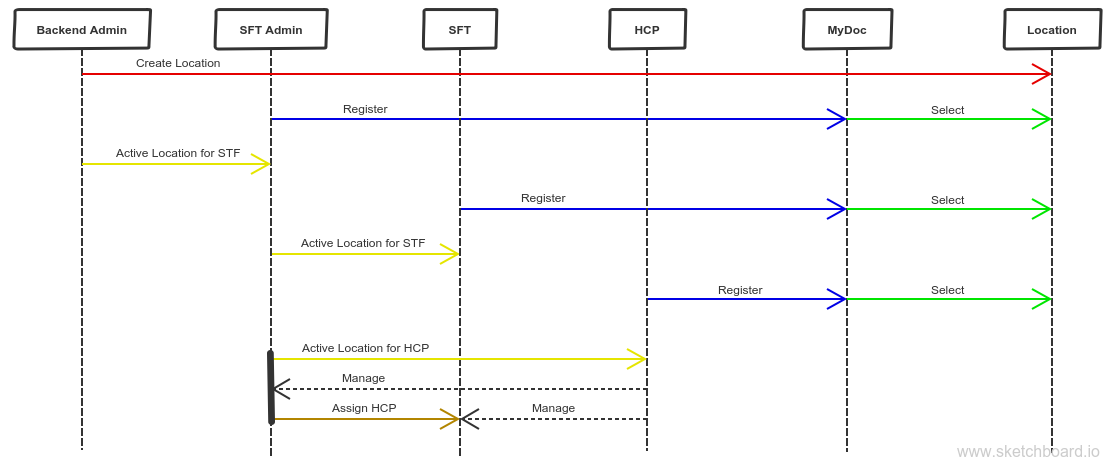 Backend Admin
SFT Admin
SFT
HCP
MyDoc
Location
Create Location
Register
Select
Active Location for STF
Register
Select
Active Location for STF
Register
Select
Active Location for HCP
Manage
Assign HCP
Manage
www.sketchboard.io